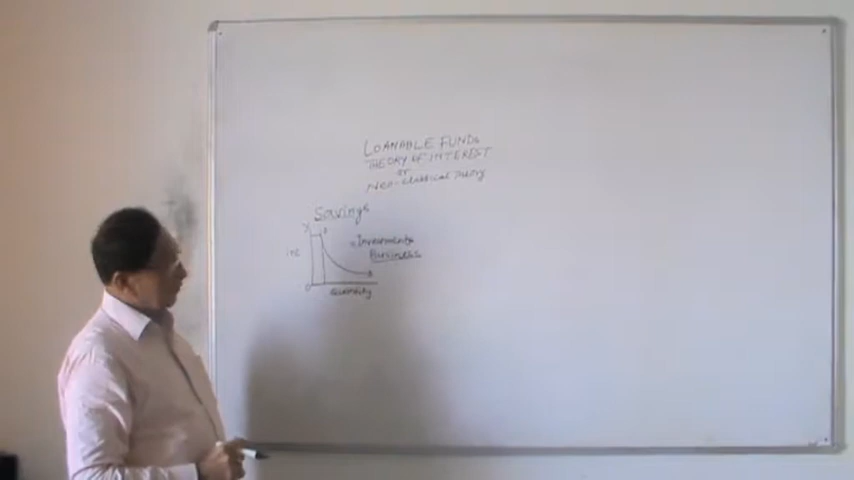 LOANABLE FUNDS
THEORY OF INTEREST
or
Neo-classical Theory
Savings
Y
= Investments
Business
O
Quantity